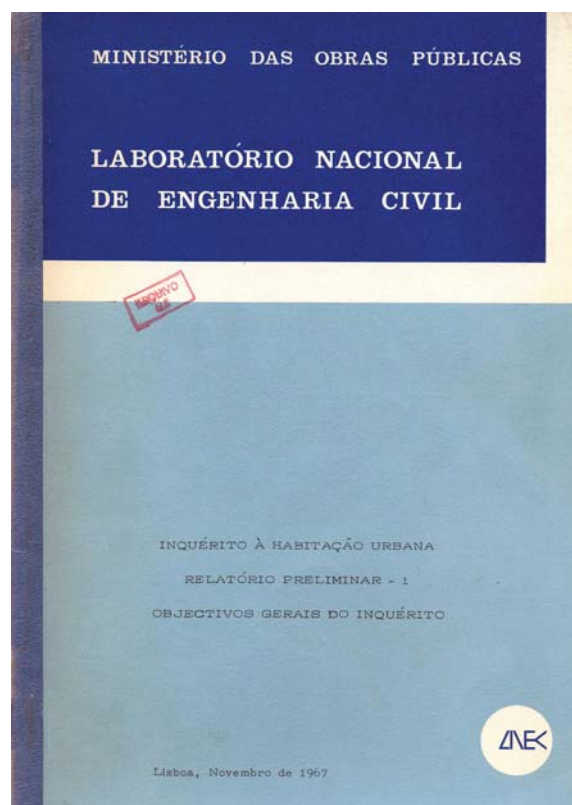 MINISTÉRIO DAS OBRAS PÚBLICAS
LABORATÓRIO NACIONAL
DE ENGENHARIA CIVIL
ARQUIVO
INQUÉRITO À HABITAÇÃO URBANA
RELATÓRIO PRELIMINAR - 1
OBJECTIVOS GERAIS DO INQUÉRITO
LNEC
Lisboa, Novembro de 1967